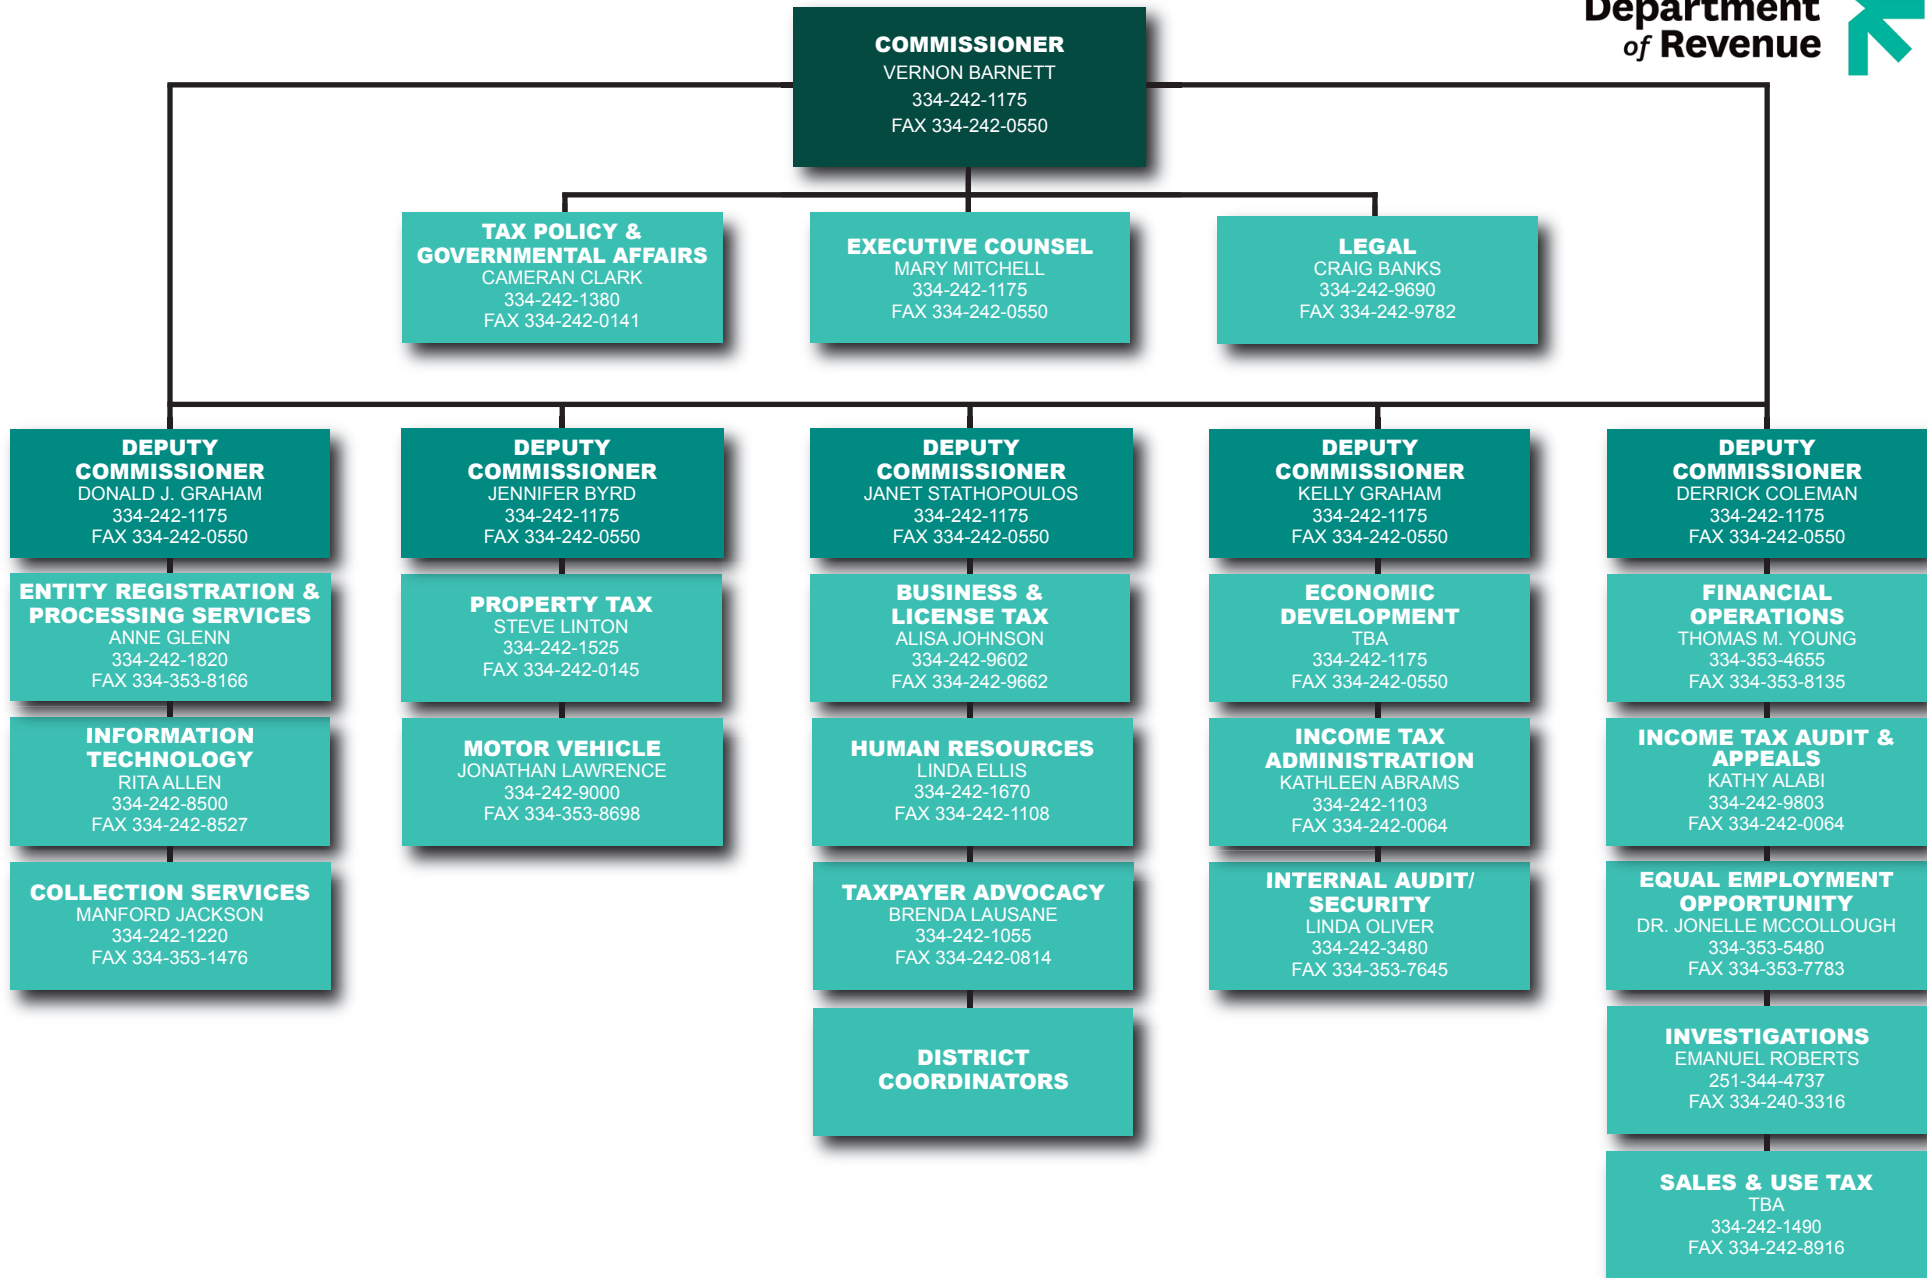 Department
of Revenue
COMMISSIONER
VERNON BARNETT
334-242-1175
FAX 334-242-0550
TAX POLICY &
GOVERNMENTAL AFFAIRS
CAMERAN CLARK
334-242-1380
FAX 334-242-0141
EXECUTIVE COUNSEL
MARY MITCHELL
334-242-1175
FAX 334-242-0550
LEGAL
CRAIG BANKS
334-242-9690
FAX 334-242-9782
DEPUTY
COMMISSIONER
DONALD J. GRAHAM
334-242-1175
FAX 334-242-0550
ENTITY REGISTRATION &
PROCESSING SERVICES
ANNE GLENN
334-242-1820
FAX 334-353-8166
INFORMATION
TECHNOLOGY
RITA ALLEN
334-242-8500
FAX 334-242-8527
COLLECTION SERVICES
MANFORD JACKSON
334-242-1220
FAX 334-353-1476
DEPUTY
COMMISSIONER
JENNIFER BYRD
334-242-1175
FAX 334-242-0550
PROPERTY TAX
STEVE LINTON
334-242-1525
FAX 334-242-0145
MOTOR VEHICLE
JONATHAN LAWRENCE
334-242-9000
FAX 334-353-8698
DEPUTY
COMMISSIONER
JANET STATHOPOULOS
334-242-1175
FAX 334-242-0550
BUSINESS &
LICENSE TAX
ALISA JOHNSON
334-242-9602
FAX 334-242-9662
HUMAN RESOURCES
LINDA ELLIS
334-242-1670
FAX 334-242-1108
TAXPAYER ADVOCACY
BRENDA LAUSANE
334-242-1055
FAX 334-242-0814
DISTRICT
COORDINATORS
DEPUTY
COMMISSIONER
KELLY GRAHAM
334-242-1175
FAX 334-242-0550
ECONOMIC
DEVELOPMENT
TBA
334-242-1175
FAX 334-242-0550
INCOME TAX
ADMINISTRATION
KATHLEEN ABRAMS
334-242-1103
FAX 334-242-0064
INTERNAL AUDIT/
SECURITY
LINDA OLIVER
334-242-3480
FAX 334-353-7645
DEPUTY
COMMISSIONER
DERRICK COLEMAN
334-242-1175
FAX 334-242-0550
FINANCIAL
OPERATIONS
THOMAS M. YOUNG
334-353-4655
FAX 334-353-8135
INCOME TAX AUDIT &
APPEALS
KATHY ALABI
334-242-9803
FAX 334-242-0064
EQUAL EMPLOYMENT
OPPORTUNITY
DR. JONELLE MCCOLLOUGH
334-353-5480
FAX 334-353-7783
INVESTIGATIONS
EMANUEL ROBERTS
251-344-4737
FAX 334-240-3316
SALES & USE TAX
TBA
334-242-1490
FAX 334-242-8916